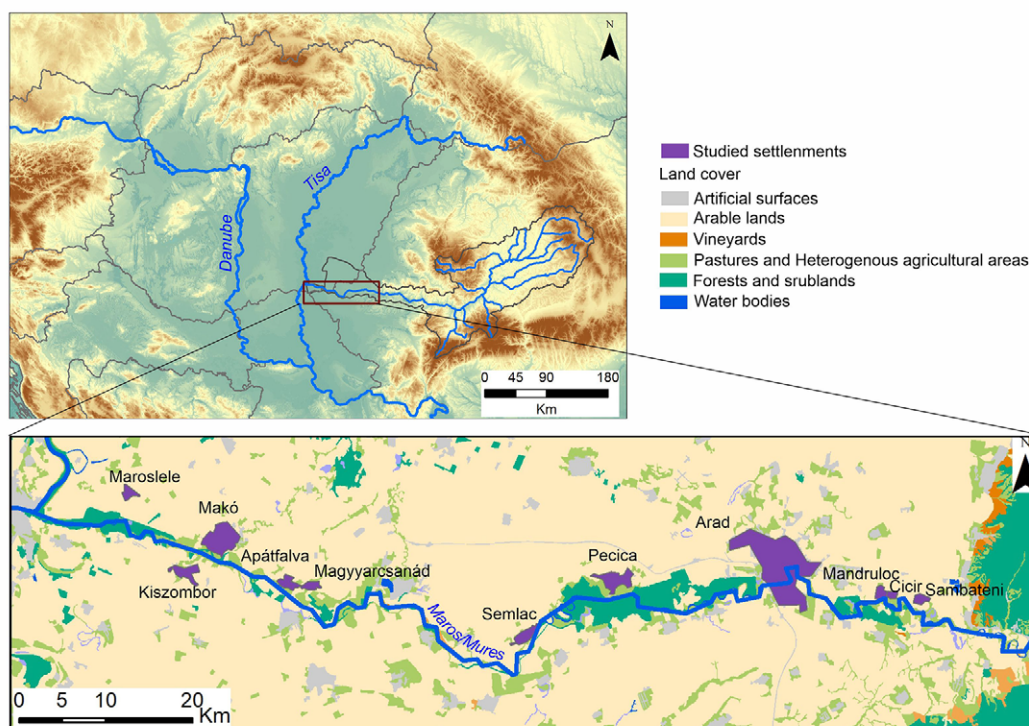 N
Tisa
Danube
0 45 90 180
Km
Studied settlenments
Land cover
Artificial surfaces
Arable lands
Vineyards
Pastures and Heterogenous agricultural areas
Forests and srublands
Water bodies
N
Maroslele
Makó
Arad
Apátfalva
Pecica
Magyyarcsanád
Mandruloc
Kiszombor
Cicir
Sambateni
Semlac
Maros/Mures
0 5 10 20
Km